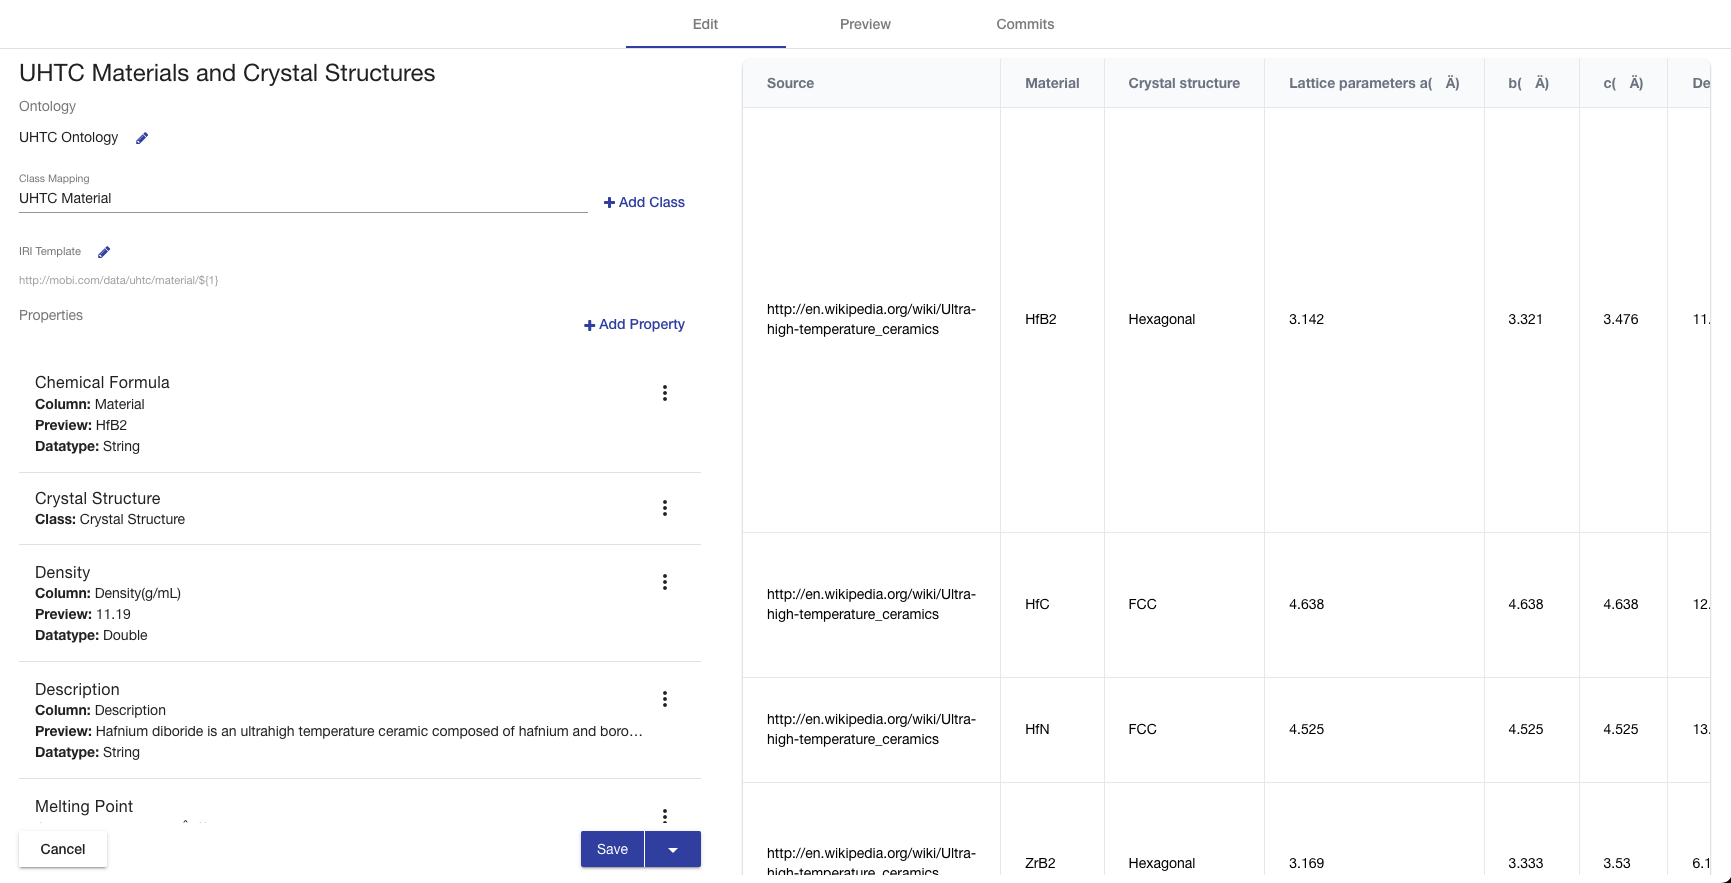 Edit Preview Commits
UHTC Materials and Crystal Structures
Ontology
UHTC Ontology
Class Mapping
UHTC Material
Add Class
IRI Template
http://mobi.com/data/uhtc/material/${1}
Properties
Add Property
Chemical Formula
Column: Material
Preview: HfB2
Datatype: String
Crystal Structure
Class: Crystal Structure
Density
Column: Density(g/mL)
Preview: 11.19
Datatype: Double
Description
Column: Description
Preview: Hafnium diboride is an ultrahigh temperature ceramic composed of hafnium and boro…
Datatype: String
Melting Point
Cancel
Save
Source Material Crystal structure Lattice parameters a( Ä) b( Ä) c( Ä) De
http://en.wikipedia.org/wiki/Ultra-
high-temperature_ceramics
HfB2 Hexagonal 3.142 3.321 3.476 11.
http://en.wikipedia.org/wiki/Ultra-
high-temperature_ceramics
HfC FCC 4.638 4.638 4.638 12.
http://en.wikipedia.org/wiki/Ultra-
high-temperature_ceramics
HfN FCC 4.525 4.525 4.525 13.
http://en.wikipedia.org/wiki/Ultra-
high-temperature_ceramics
ZrB2 Hexagonal 3.169 3.333 3.53 6.1